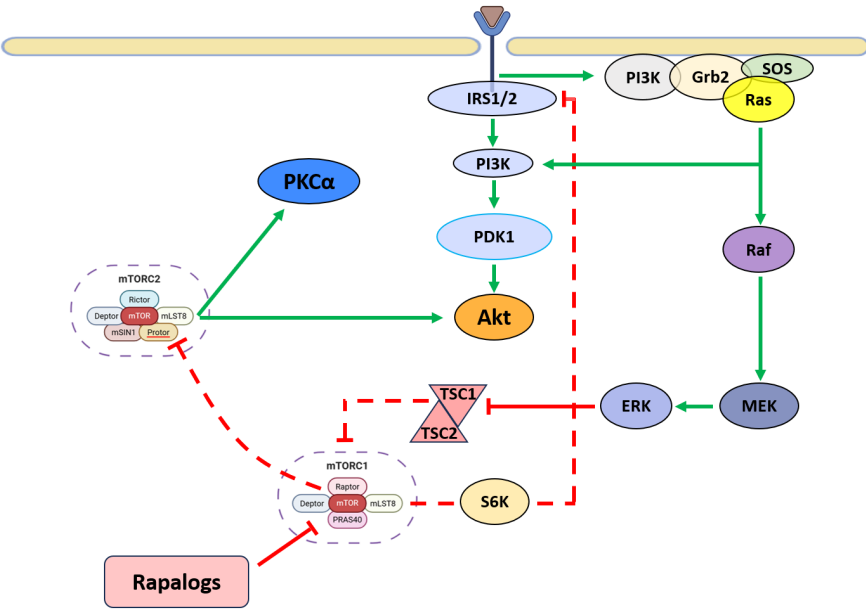 SOS
PI3K
Grb2
IRS1/2
Ras
PI3K
PKCα
PDK1
Raf
mTORC2
Rictor
Deptor
mTOR
mLST8
mSIN1
Protor
Akt
TSC1
TSC2
ERK
MEK
mTORC1
Raptor
Deptor
mTOR
mLST8
PRAS40
S6K
Rapalogs